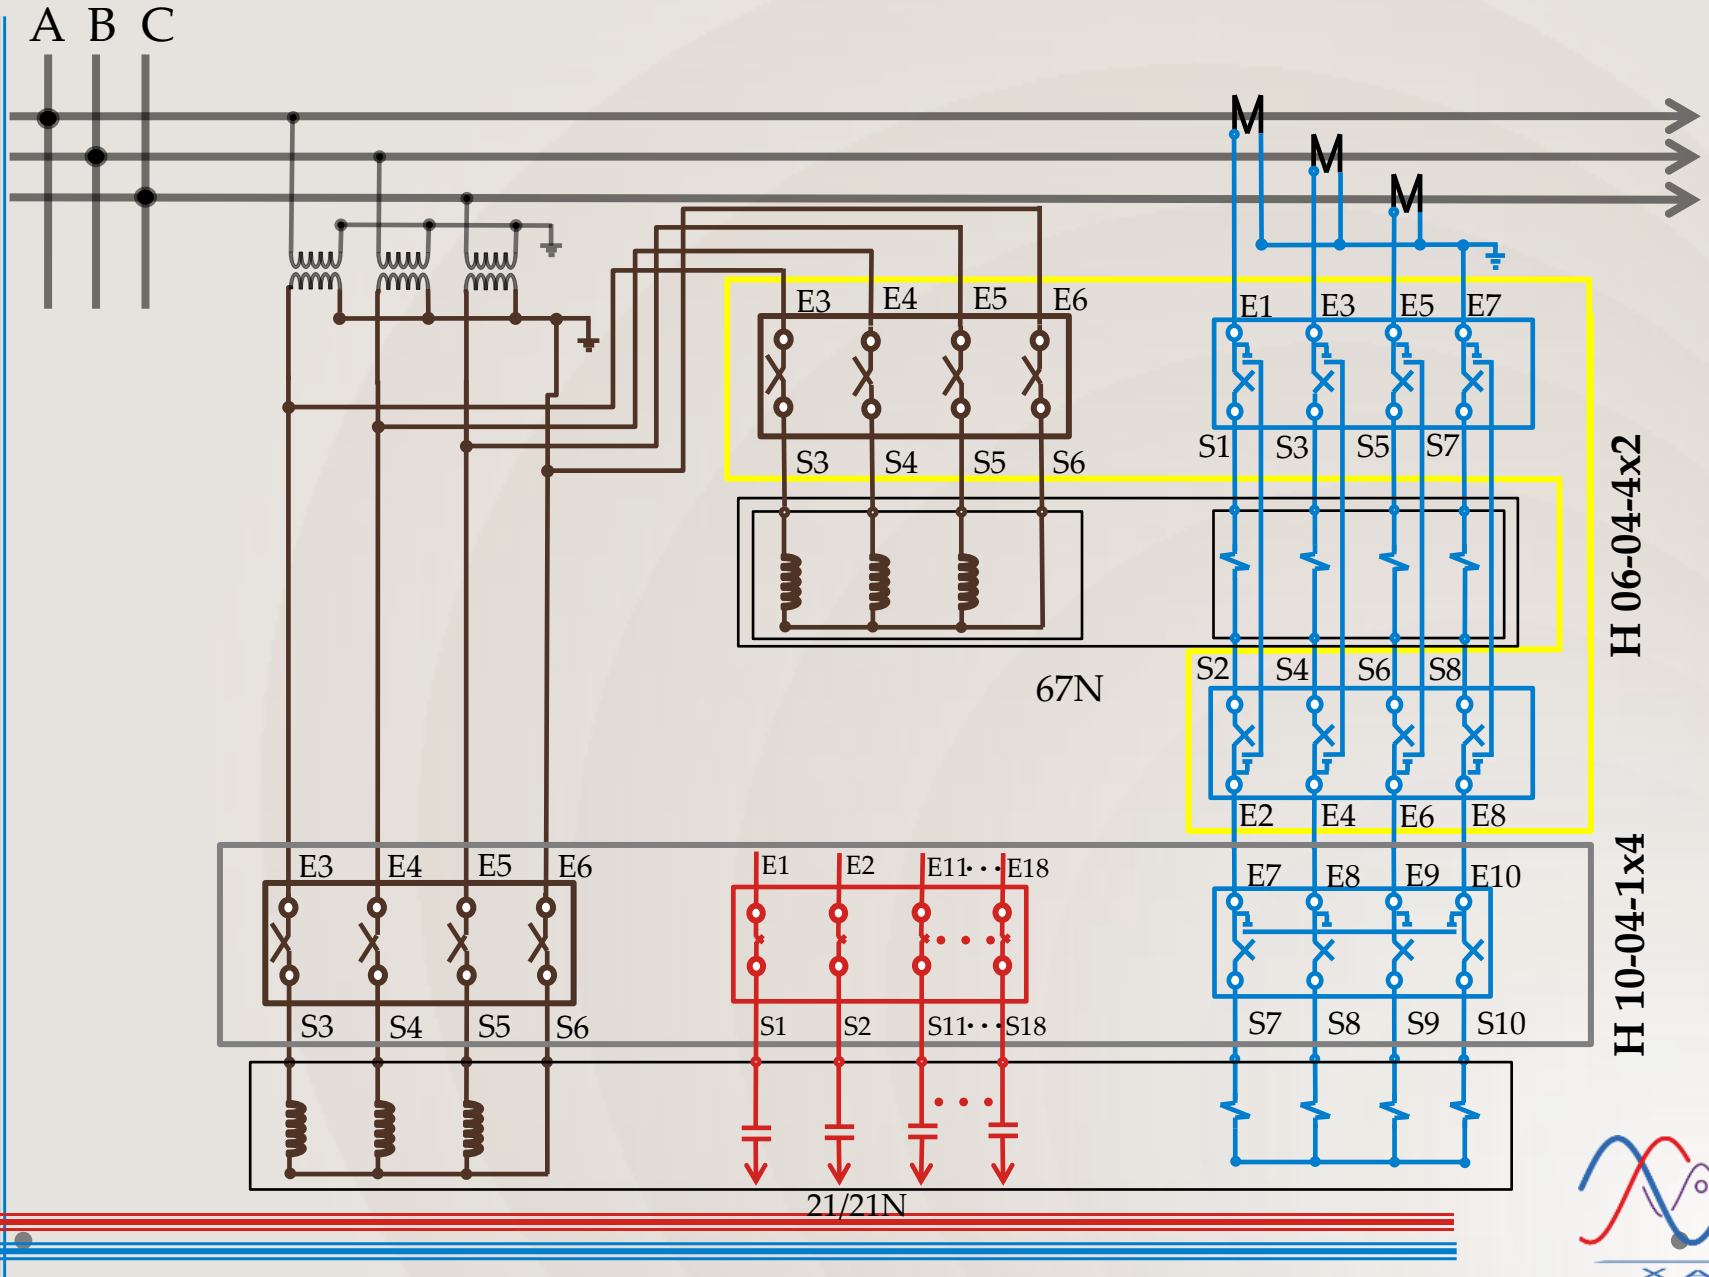 A B C
E3 E4 E5 E6
E1 E3 E5 E7
S3 S4 S5 S6
S1 S3 S5 S7
H 06-04-4x2
67N
S2 S4 S6 S8
E2 E4 E6 E8
E3 E4 E5 E6
E1 E2 E11...E18
E7 E8 E9 E10
S3 S4 S5 S6
S1 S2 S11...S18
S7 S8 S9 S10
H 10-04-1x4
21/21N